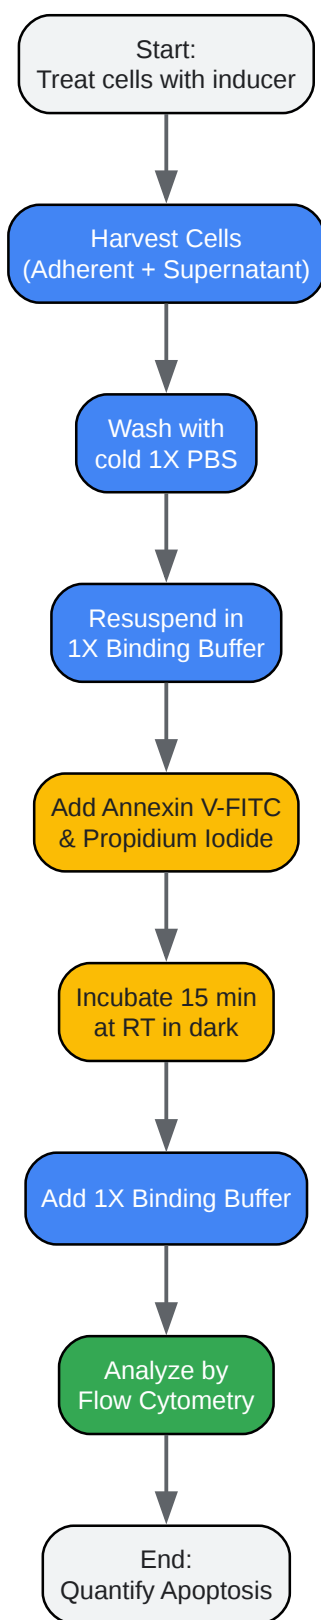 Start:
Treat cells with inducer
Harvest Cells
(Adherent + Supernatant)
Wash with
cold 1X PBS
Resuspend in
1X Binding Buffer
Add Annexin V-FITC
& Propidium Iodide
Incubate 15 min
at RT in dark
Add 1X Binding Buffer
Analyze by
Flow Cytometry
End:
Quantify Apoptosis